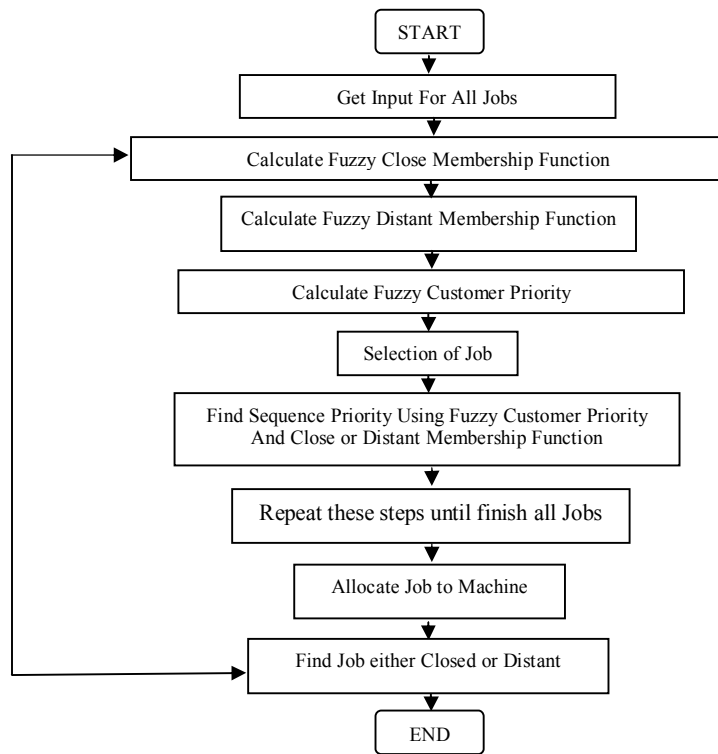 START
Get Input For All Jobs
Calculate Fuzzy Close Membership Function
Calculate Fuzzy Distant Membership Function
Calculate Fuzzy Customer Priority
Selection of Job
Find Sequence Priority Using Fuzzy Customer Priority
And Close or Distant Membership Function
Repeat these steps until finish all Jobs
Allocate Job to Machine
Find Job either Closed or Distant
END